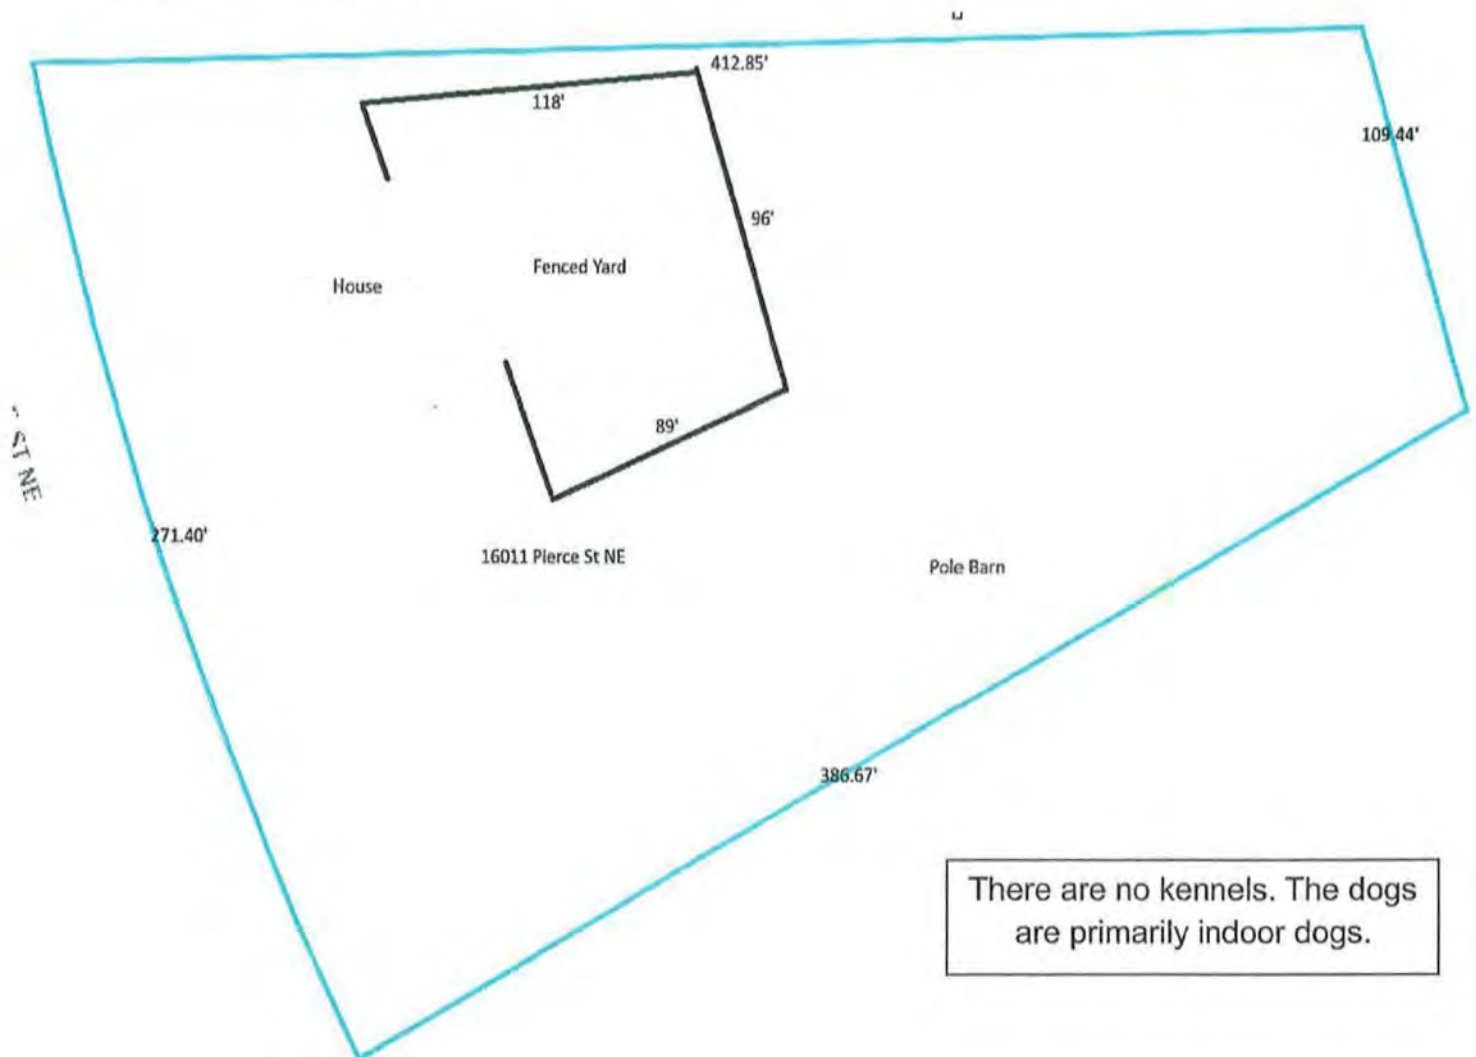 412.85'
118'
109.44'
96'
Fenced Yard
House
89'
ST NE
271.40'
16011 Pierce St NE
Pole Barn
386.67'
There are no kennels. The dogs
are primarily indoor dogs.